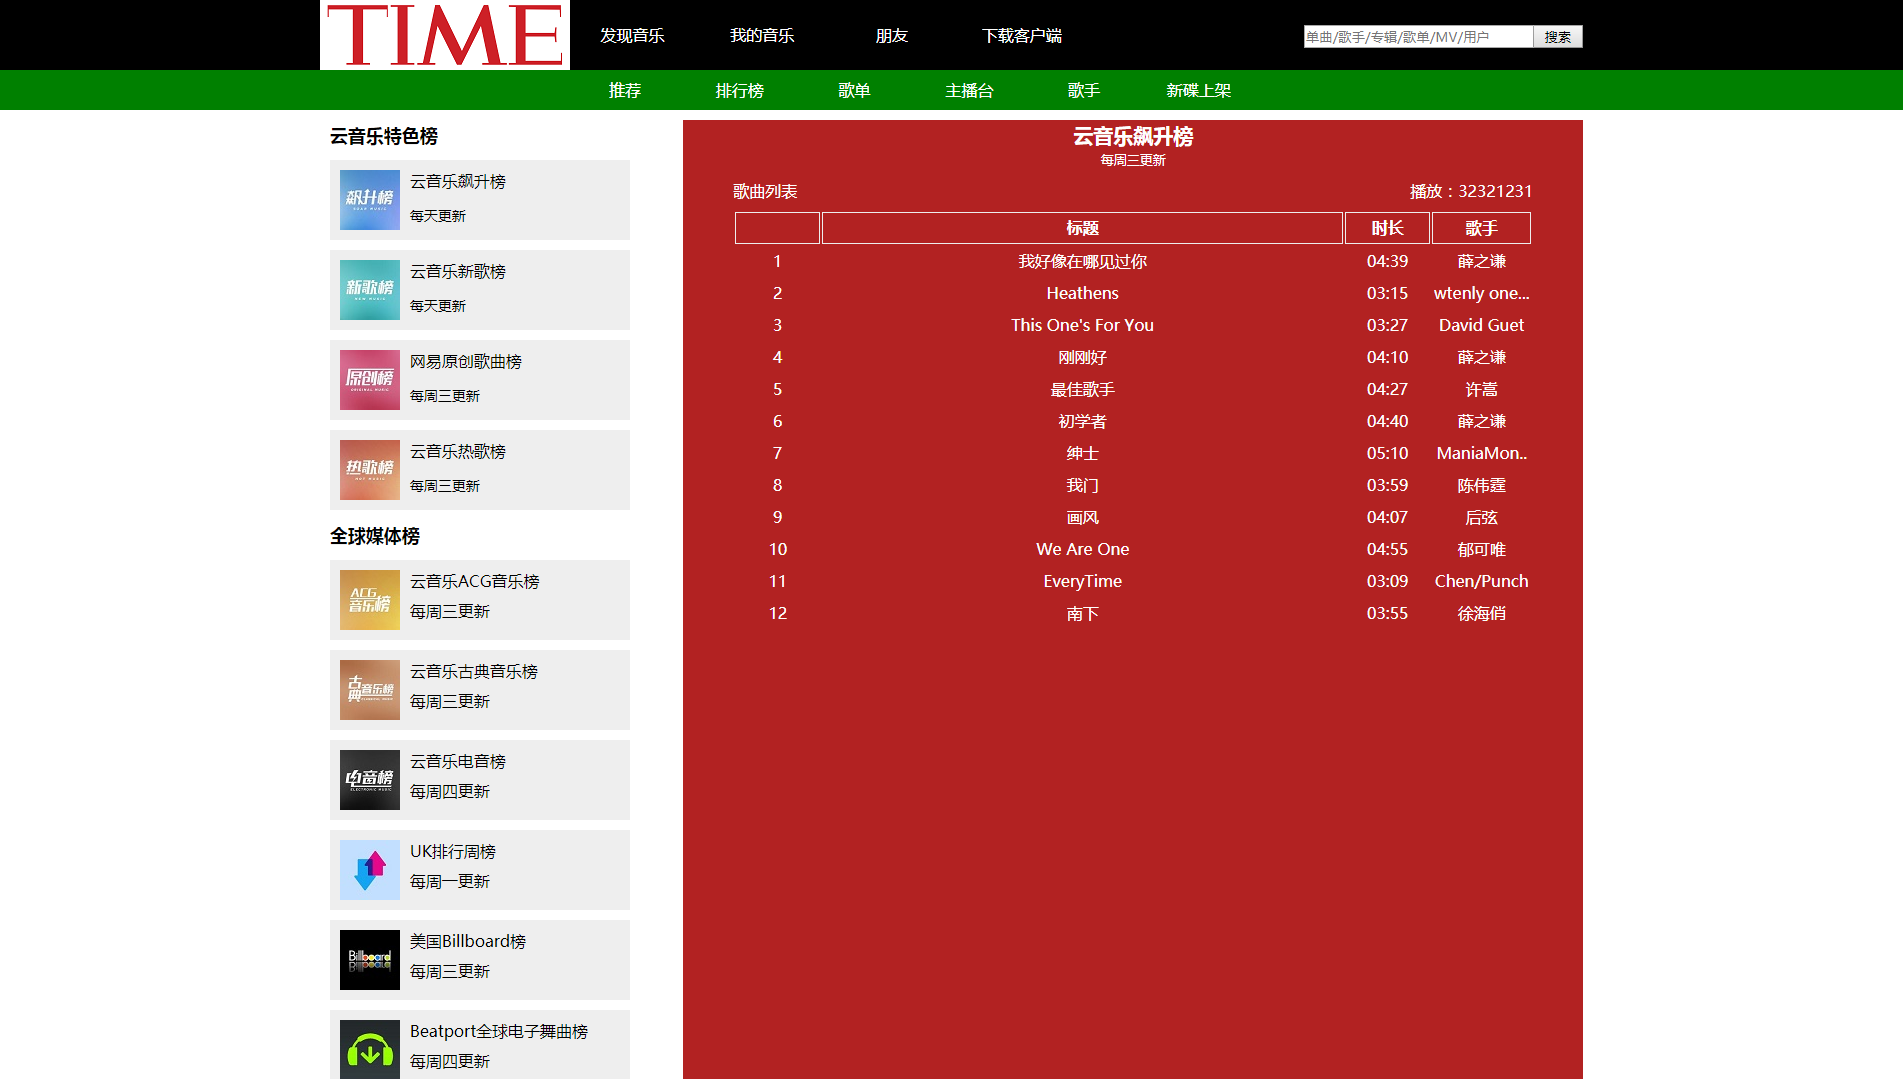 TIME
发现音乐 我的音乐 朋友 下载客户端 单曲/歌手/专辑/歌单/MV/用户 搜索
推荐 排行榜 歌单 主播台 歌手 新碟上架
云音乐特色榜
飙升榜
云音乐飙升榜
每天更新
新歌榜
NEW MUSIC
云音乐新歌榜
每天更新
原创榜
ORIGINAL MUSIC
网易原创歌曲榜
每周三更新
热歌榜
HOT MUSIC
云音乐热歌榜
每周三更新
全球媒体榜
ACG
音乐榜
云音乐ACG音乐榜
每周三更新
古典音乐榜
云音乐古典音乐榜
每周三更新
电音榜
ELECTRONIC MUSIC
云音乐电音榜
每周四更新
UK排行周榜
每周一更新
Billboard
美国Billboard榜
每周三更新
Beatport全球电子舞曲榜
每周四更新
云音乐飙升榜
每周三更新
歌曲列表 播放：32321231
标题 时长 歌手
1 我好像在哪见过你 04:39 薛之谦
2 Heathens 03:15 wtenly one...
3 This One's For You 03:27 David Guet
4 刚刚好 04:10 薛之谦
5 最佳歌手 04:27 许嵩
6 初学者 04:40 薛之谦
7 绅士 05:10 ManiaMon..
8 我门 03:59 陈伟霆
9 画风 04:07 后弦
10 We Are One 04:55 郁可唯
11 EveryTime 03:09 Chen/Punch
12 南下 03:55 徐海俏